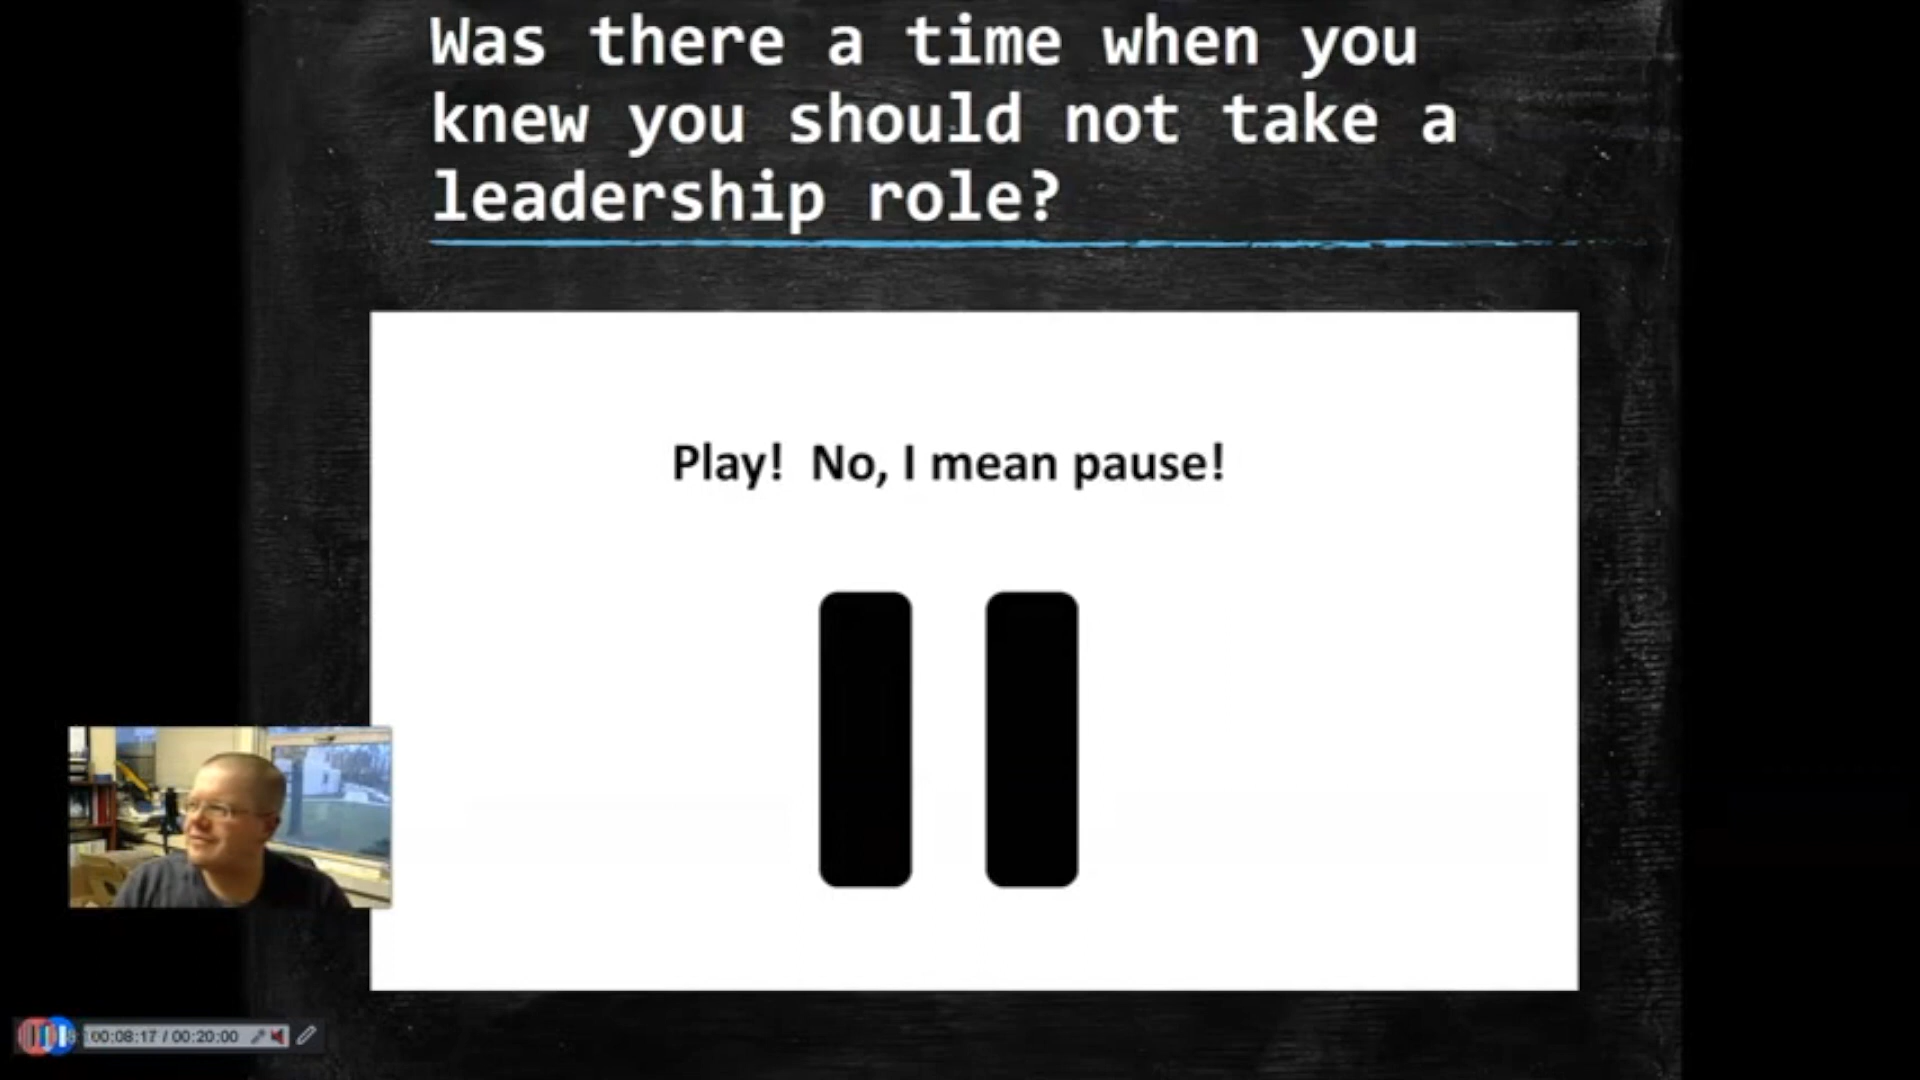 Was there a time when you
knew you should not take a
leadership role?
Play! No, I mean pause!
00:08:17 / 00:20:00